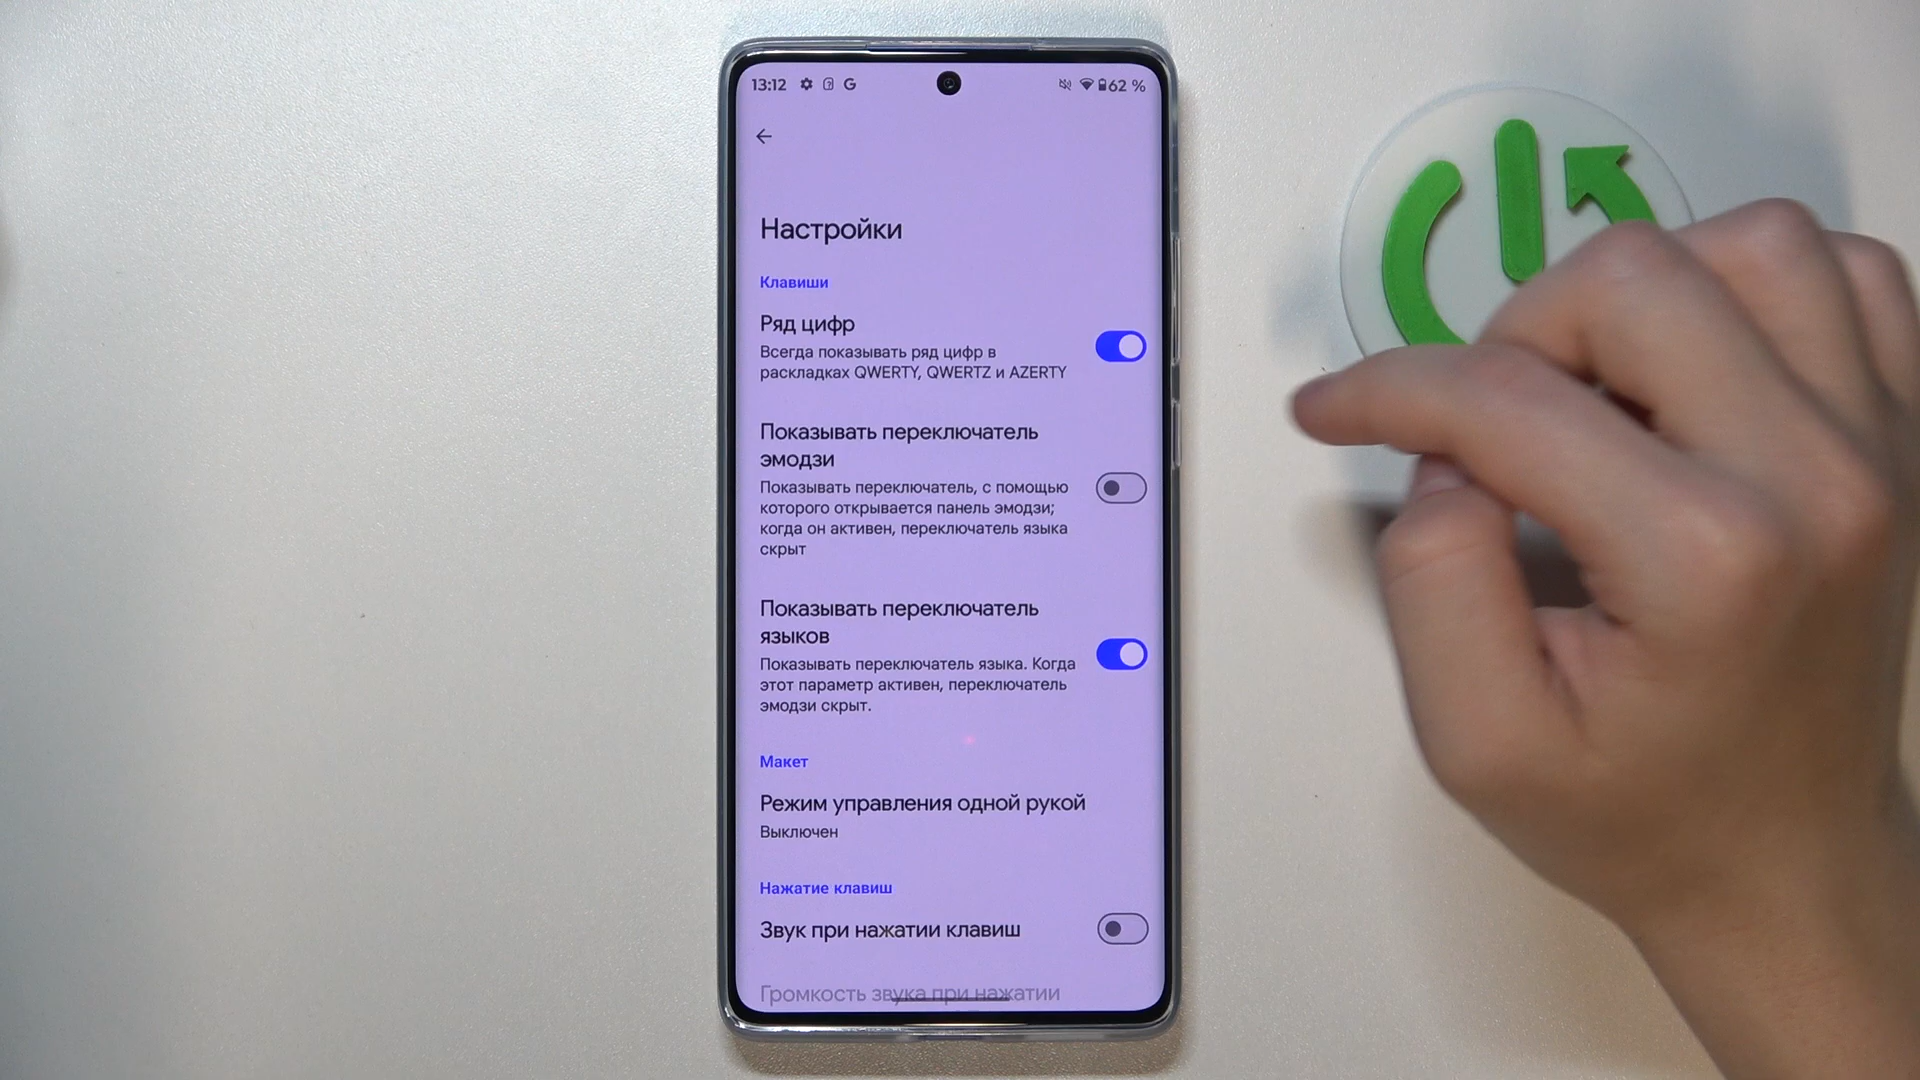 13:12 G 62 %
Настройки
Клавиши
Ряд цифр
Всегда показывать ряд цифр в
раскладках QWERTY, QWERTZ и AZERTY
Показывать переключатель
эмодзи
Показывать переключатель, с помощью
которого открывается панель эмодзи;
когда он активен, переключатель языка
скрыт
Показывать переключатель
языков
Показывать переключатель языка. Когда
этот параметр активен, переключатель
эмодзи скрыт.
Макет
Режим управления одной рукой
Выключен
Нажатие клавиш
Звук при нажатии клавиш
Громкость звука при нажатии